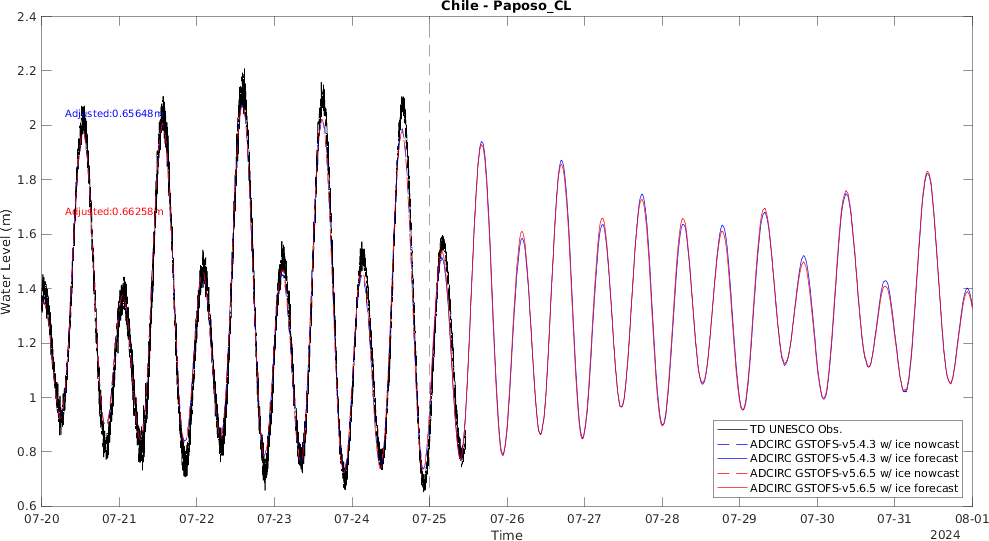 Chile - Paposo_CL
2.4
2.2
2
1.8
1.6
1.4
1.2
1
0.8
0.6
Water Level (m)
Adjusted:0.65648m
Adjusted:0.66258m
TD UNESCO Obs.
ADCIRC GSTOFS-v5.4.3 w/ ice nowcast
ADCIRC GSTOFS-v5.4.3 w/ ice forecast
ADCIRC GSTOFS-v5.6.5 w/ ice nowcast
ADCIRC GSTOFS-v5.6.5 w/ ice forecast
07-20 07-21 07-22 07-23 07-24 07-25 07-26 07-27 07-28 07-29 07-30 07-31 08-01
Time
2024